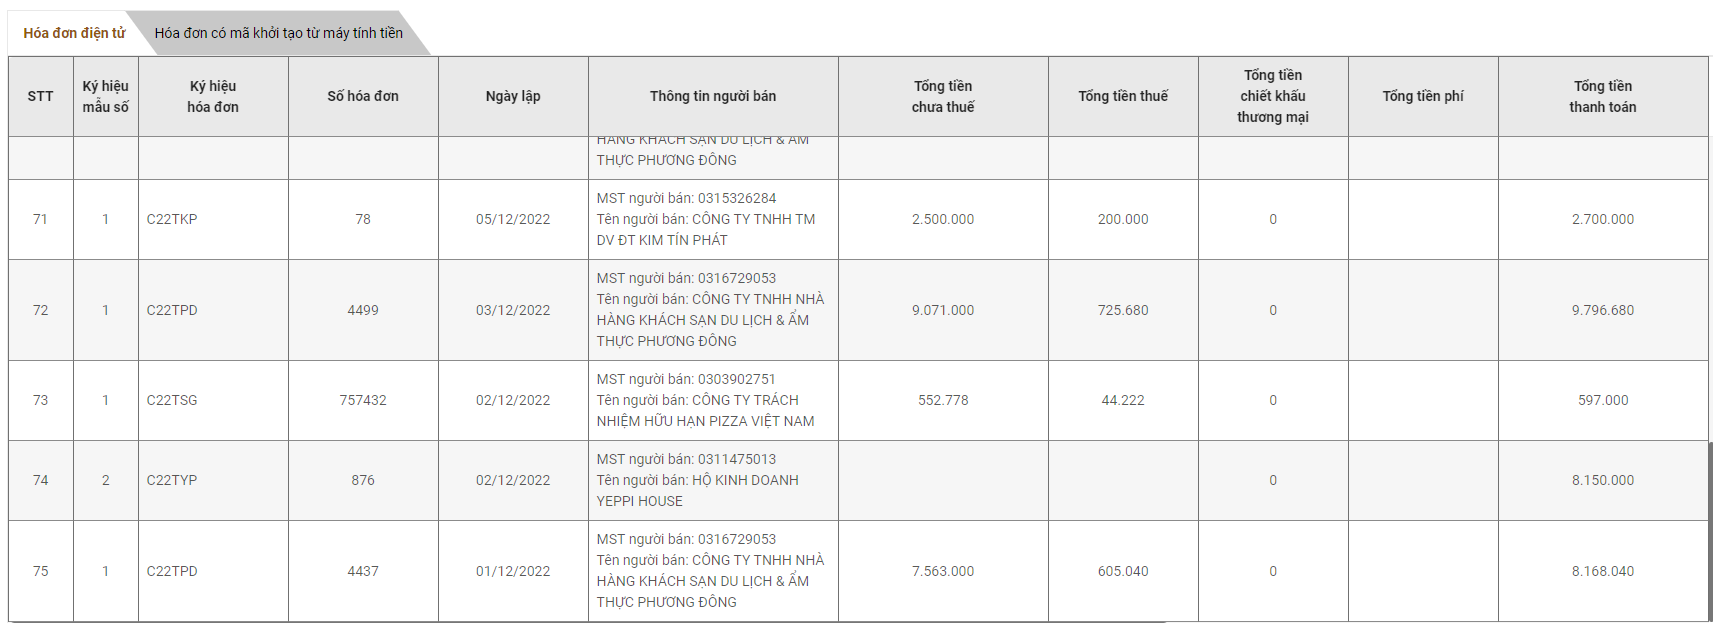 Hóa đơn điện tử
Hóa đơn có mã khởi tạo từ máy tính tiền
STT
Ký hiệu
mẫu số
Ký hiệu
hóa đơn
Số hóa đơn
Ngày lập
Thông tin người bán
Tổng tiền
chưa thuế
Tổng tiền thuế
Tổng tiền
chiết khấu
thương mại
Tổng tiền phí
Tổng tiền
thanh toán
HÀNG KHÁCH SẠN DU LỊCH & ẨM
THỰC PHƯƠNG ĐÔNG
71
1
C22TKP
78
05/12/2022
MST người bán: 0315326284
Tên người bán: CÔNG TY TNHH TM
DV ĐT KIM TÍN PHÁT
2.500.000
200.000
0
2.700.000
72
1
C22TPD
4499
03/12/2022
MST người bán: 0316729053
Tên người bán: CÔNG TY TNHH NHÀ
HÀNG KHÁCH SẠN DU LỊCH & ẨM
THỰC PHƯƠNG ĐÔNG
9.071.000
725.680
0
9.796.680
73
1
C22TSG
757432
02/12/2022
MST người bán: 0303902751
Tên người bán: CÔNG TY TRÁCH
NHIỆM HỮU HẠN PIZZA VIỆT NAM
552.778
44.222
0
597.000
74
2
C22TYP
876
02/12/2022
MST người bán: 0311475013
Tên người bán: HỘ KINH DOANH
YEPPI HOUSE
0
8.150.000
75
1
C22TPD
4437
01/12/2022
MST người bán: 0316729053
Tên người bán: CÔNG TY TNHH NHÀ
HÀNG KHÁCH SẠN DU LỊCH & ẨM
THỰC PHƯƠNG ĐÔNG
7.563.000
605.040
0
8.168.040